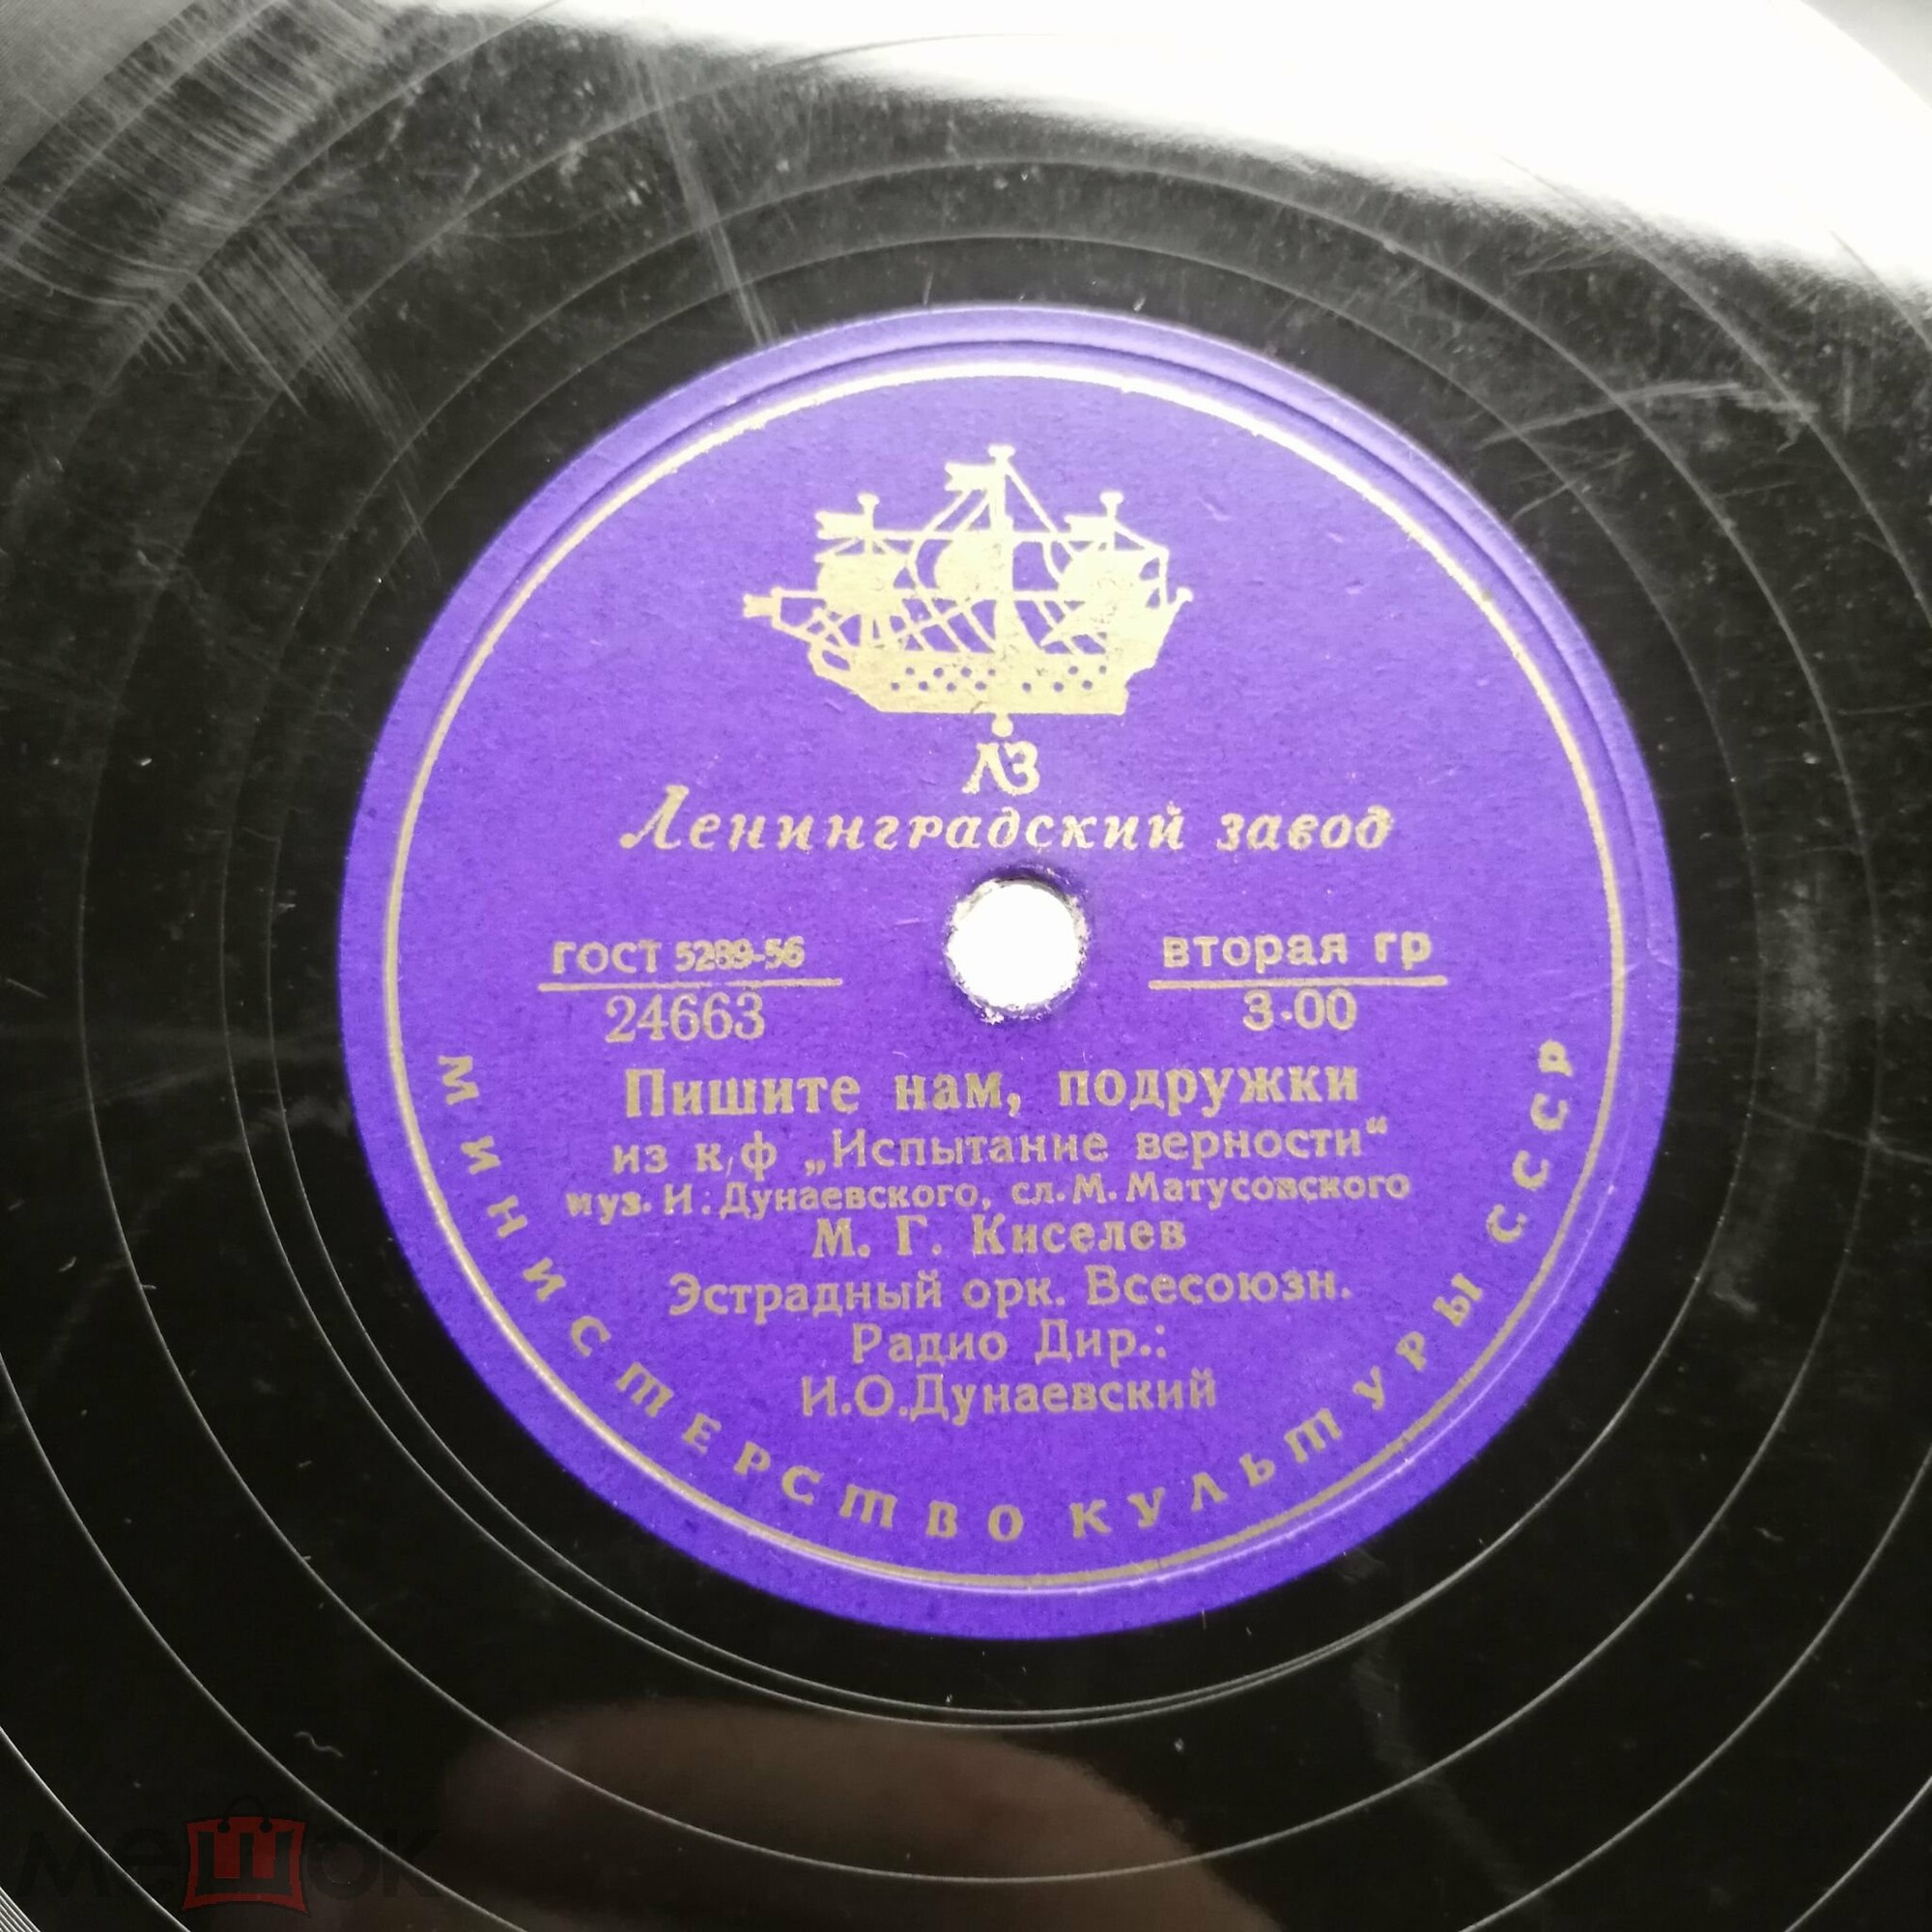 ЛЗ
Ленинградский завод
ГОСТ 5289-56
24663
вторая гр
3·00
Пишите нам, подружки
из к/ф „Испытание верности“
муз. И. Дунаевского, сл. М. Матусовского
М. Г. Киселев
Эстрадный орк. Всесоюзн.
Радио Дир.:
И.О.Дунаевский
МИНИСТЕРСТВО КУЛЬТУРЫ СССР
мешок